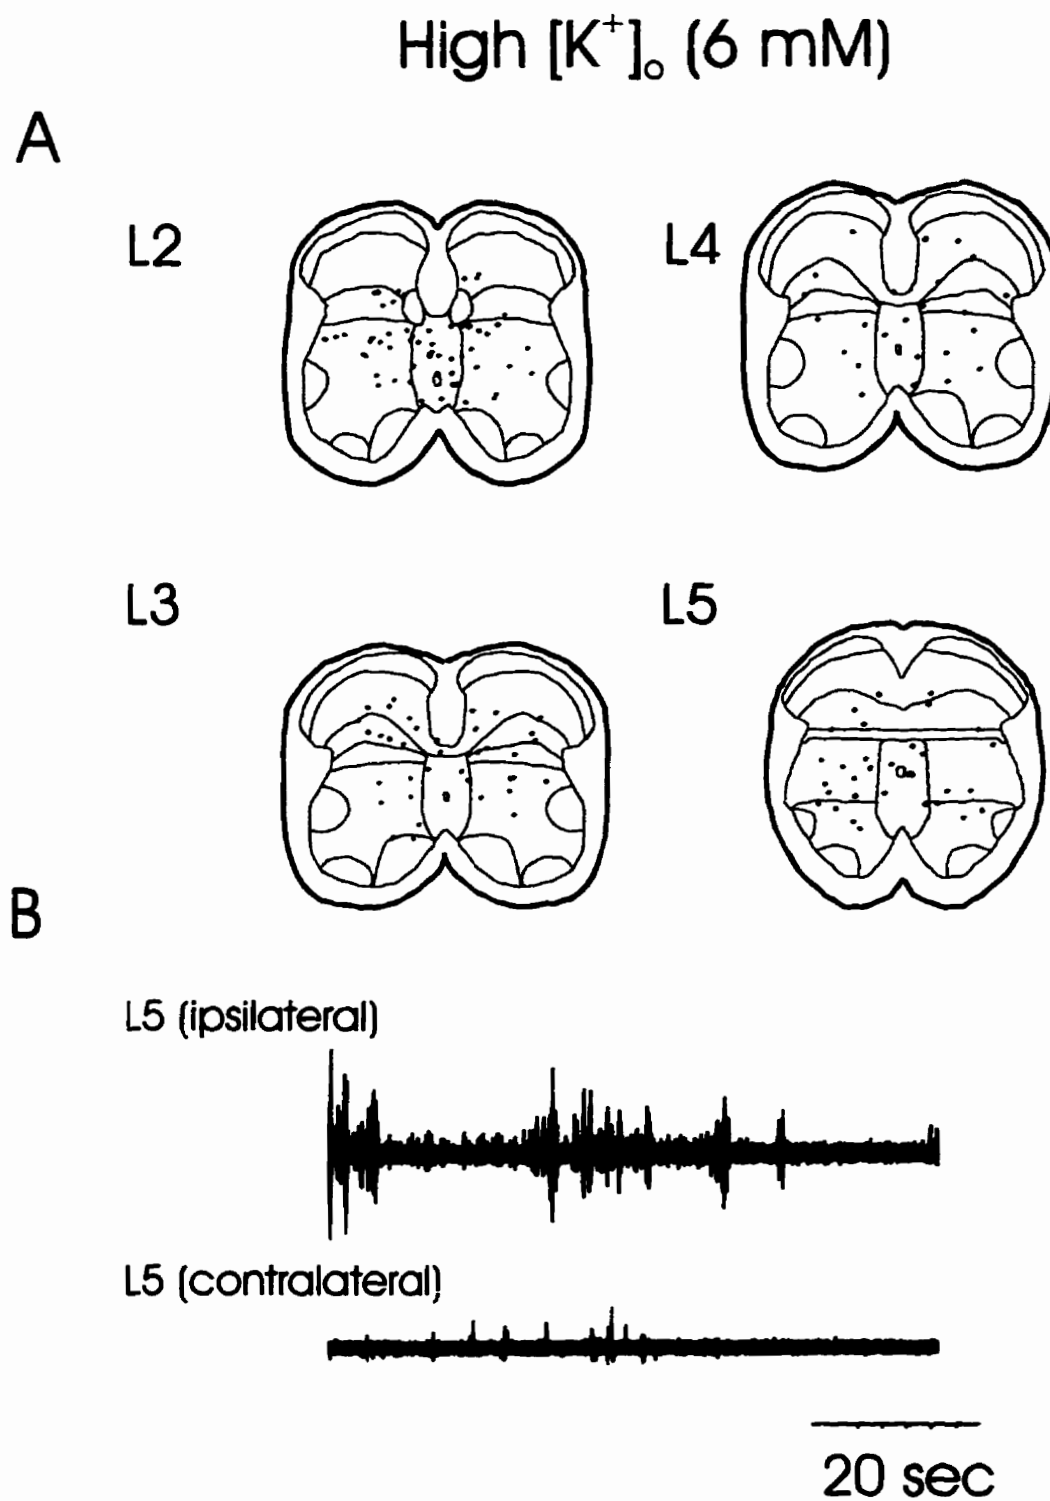 High [K⁺]ₒ (6 mM)
A
L2
L4
L3
L5
B
L5 (ipsilateral)
L5 (contralateral)
20 sec